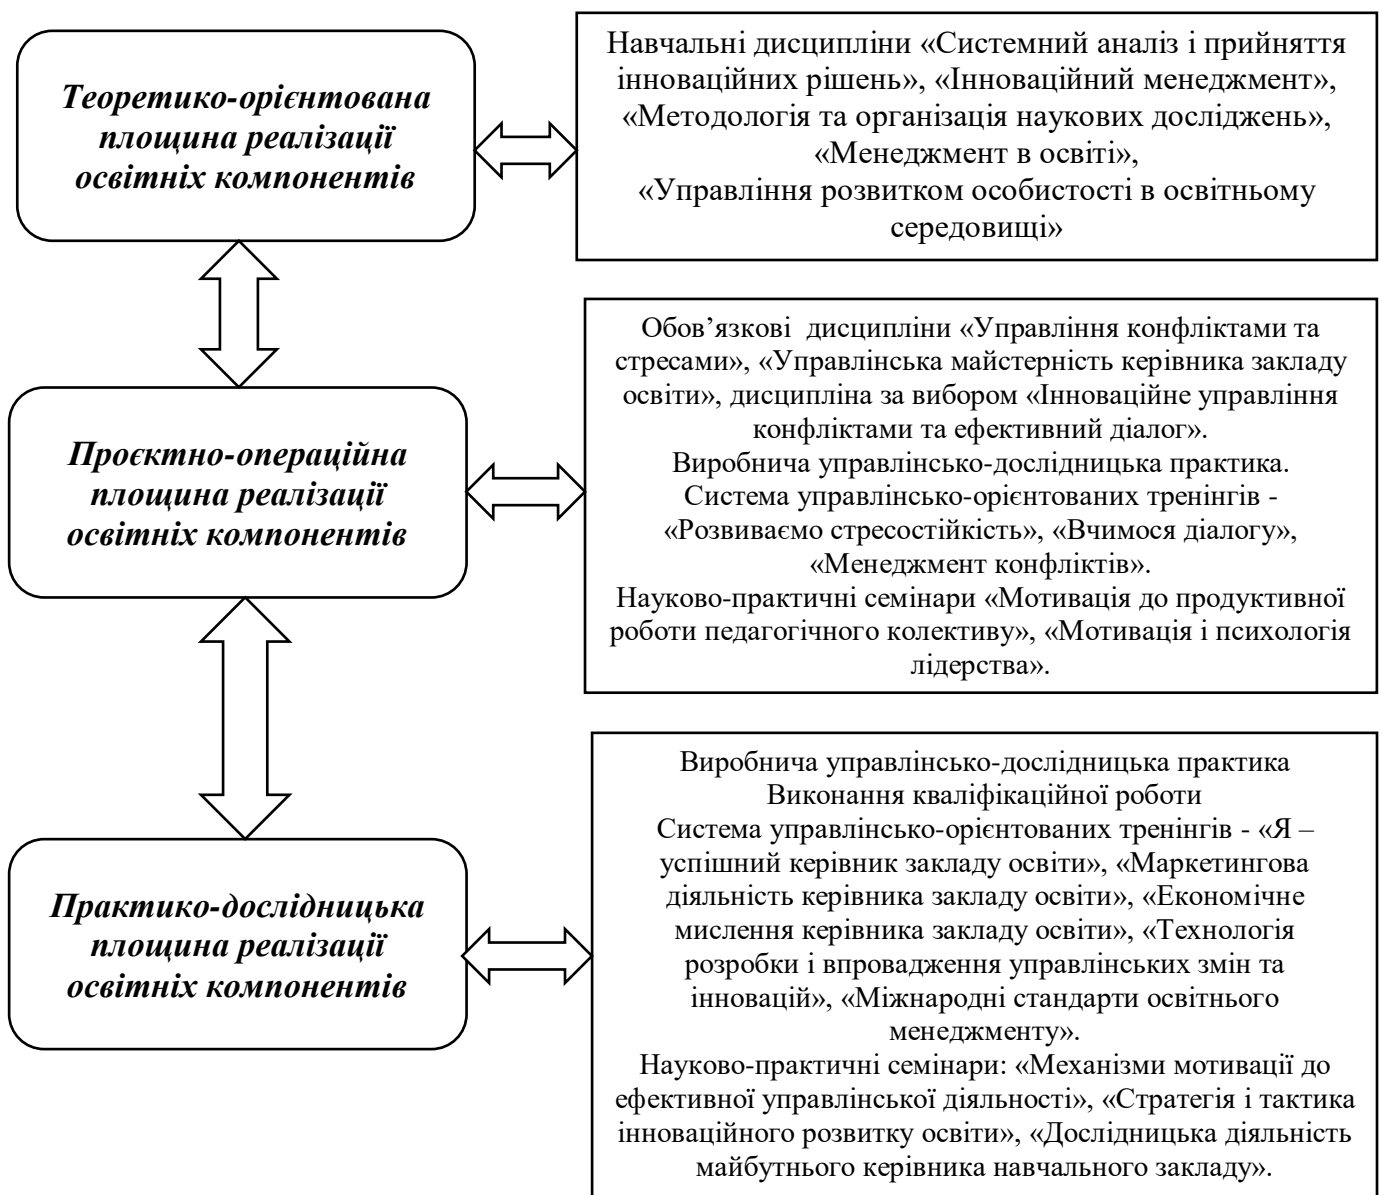 Теоретико-орієнтована
площина реалізації
освітніх компонентів
Навчальні дисципліни «Системний аналіз і прийняття
інноваційних рішень», «Інноваційний менеджмент»,
«Методологія та організація наукових досліджень»,
«Менеджмент в освіті»,
«Управління розвитком особистості в освітньому
середовищі»
Проєктно-операційна
площина реалізації
освітніх компонентів
Обов’язкові дисципліни «Управління конфліктами та
стресами», «Управлінська майстерність керівника закладу
освіти», дисципліна за вибором «Інноваційне управління
конфліктами та ефективний діалог».
Виробнича управлінсько-дослідницька практика.
Система управлінсько-орієнтованих тренінгів -
«Розвиваємо стресостійкість», «Вчимося діалогу»,
«Менеджмент конфліктів».
Науково-практичні семінари «Мотивація до продуктивної
роботи педагогічного колективу», «Мотивація і психологія
лідерства».
Практико-дослідницька
площина реалізації
освітніх компонентів
Виробнича управлінсько-дослідницька практика
Виконання кваліфікаційної роботи
Система управлінсько-орієнтованих тренінгів - «Я –
успішний керівник закладу освіти», «Маркетингова
діяльність керівника закладу освіти», «Економічне
мислення керівника закладу освіти», «Технологія
розробки і впровадження управлінських змін та
інновацій», «Міжнародні стандарти освітнього
менеджменту».
Науково-практичні семінари: «Механізми мотивації до
ефективної управлінської діяльності», «Стратегія і тактика
інноваційного розвитку освіти», «Дослідницька діяльність
майбутнього керівника навчального закладу».